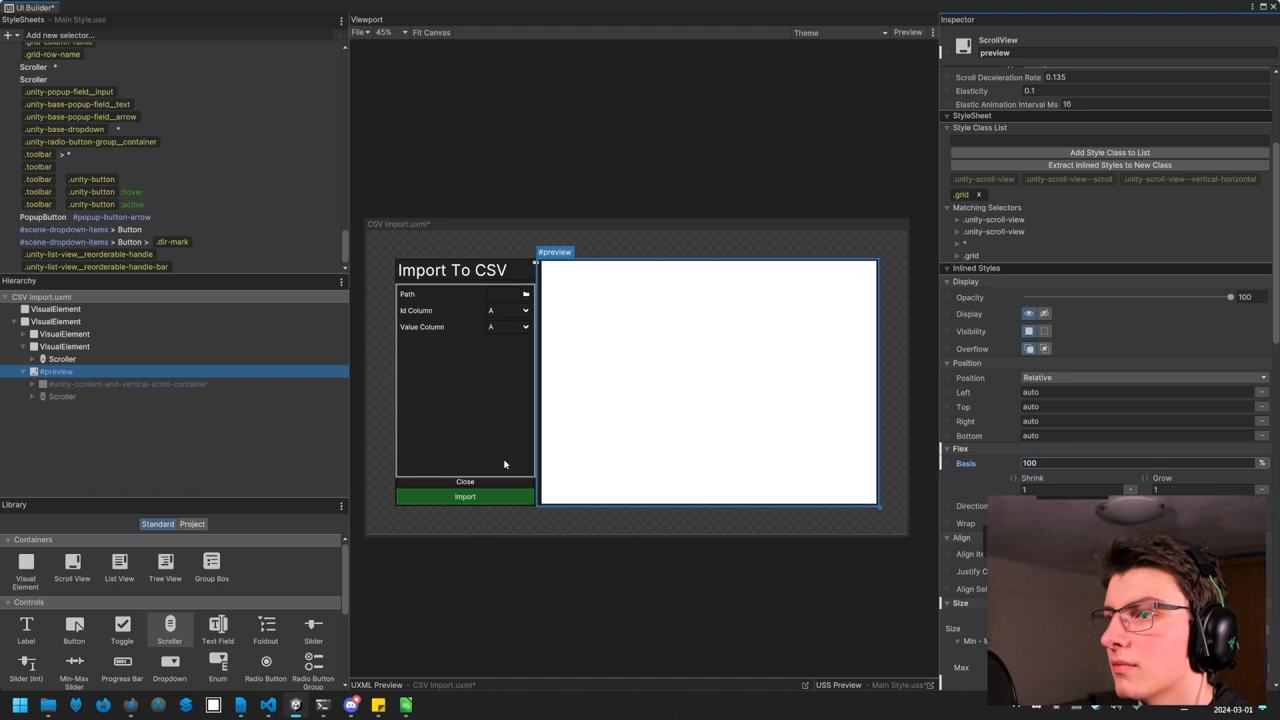 UI Builder*
StyleSheets - Main Style.uss
Add new selector...
.grid-row-name
Scroller *
Scroller
.unity-popup-field__input
.unity-base-popup-field__text
.unity-base-popup-field__arrow
.unity-base-dropdown *
.unity-radio-button-group__container
.toolbar > *
.toolbar
.toolbar .unity-button
.toolbar .unity-button :hover
.toolbar .unity-button :active
PopupButton #popup-button-arrow
#scene-dropdown-items > Button
#scene-dropdown-items > Button > .dir-mark
.unity-list-view__reorderable-handle
.unity-list-view__reorderable-handle-bar
Hierarchy
CSV Import.uxml
VisualElement
VisualElement
VisualElement
VisualElement
Scroller
#preview
#unity-content-and-vertical-scroll-container
Scroller
Library
Standard Project
Containers
Visual Element
Scroll View
List View
Tree View
Group Box
Controls
Label
Button
Toggle
Scroller
Text Field
Foldout
Slider
Slider (Int)
Min-Max Slider
Progress Bar
Dropdown
Enum
Radio Button
Radio Button Group
Viewport
File 45% Fit Canvas Theme Preview
CSV Import.uxml*
#preview
Import To CSV
Path
Id Column A
Value Column A
Close
Import
UXML Preview - CSV Import.uxml*
USS Preview - Main Style.uss*
Inspector
ScrollView
preview
Scroll Deceleration Rate 0.135
Elasticity 0.1
Elastic Animation Interval Ms 16
StyleSheet
Style Class List
Add Style Class to List
Extract Inlined Styles to New Class
.unity-scroll-view .unity-scroll-view--scroll .unity-scroll-view--vertical-horizontal
.grid x
Matching Selectors
.unity-scroll-view
.unity-scroll-view
*
.grid
Inlined Styles
Display
Opacity 100
Display
Visibility
Overflow
Position
Position Relative
Left auto
Top auto
Right auto
Bottom auto
Flex
Basis 100 %
Shrink Grow
1 1
Wrap
Align
Size
Size
Max
2024-03-01